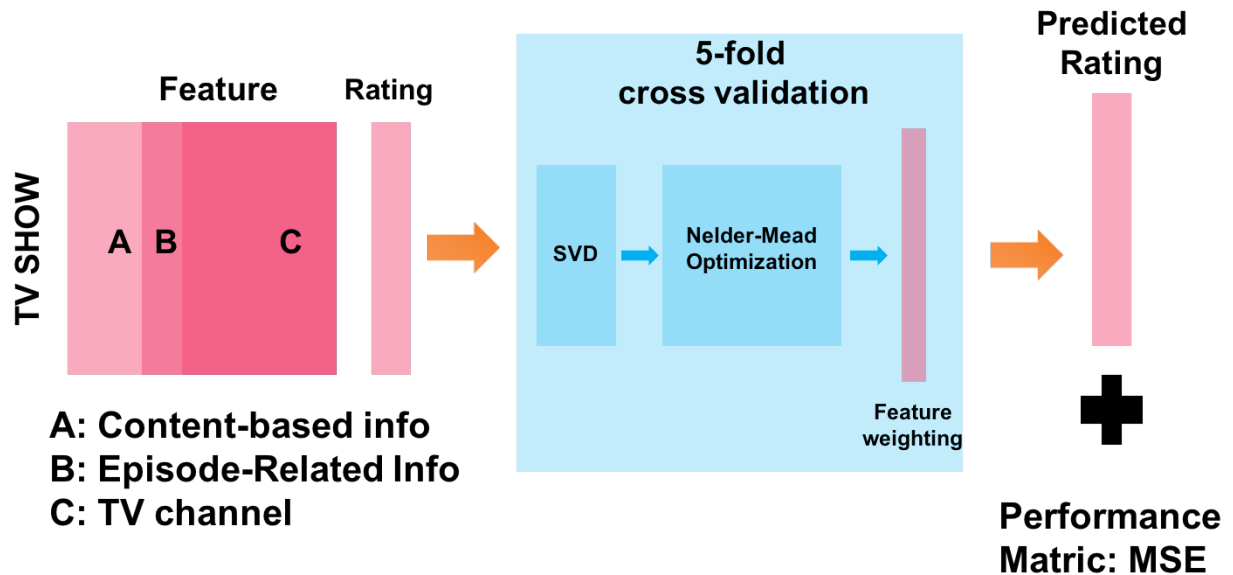 Feature
Rating
TV SHOW
A
B
C
A: Content-based info
B: Episode-Related Info
C: TV channel
5-fold
cross validation
SVD
Nelder-Mead
Optimization
Feature
weighting
Predicted
Rating
Performance
Matric: MSE